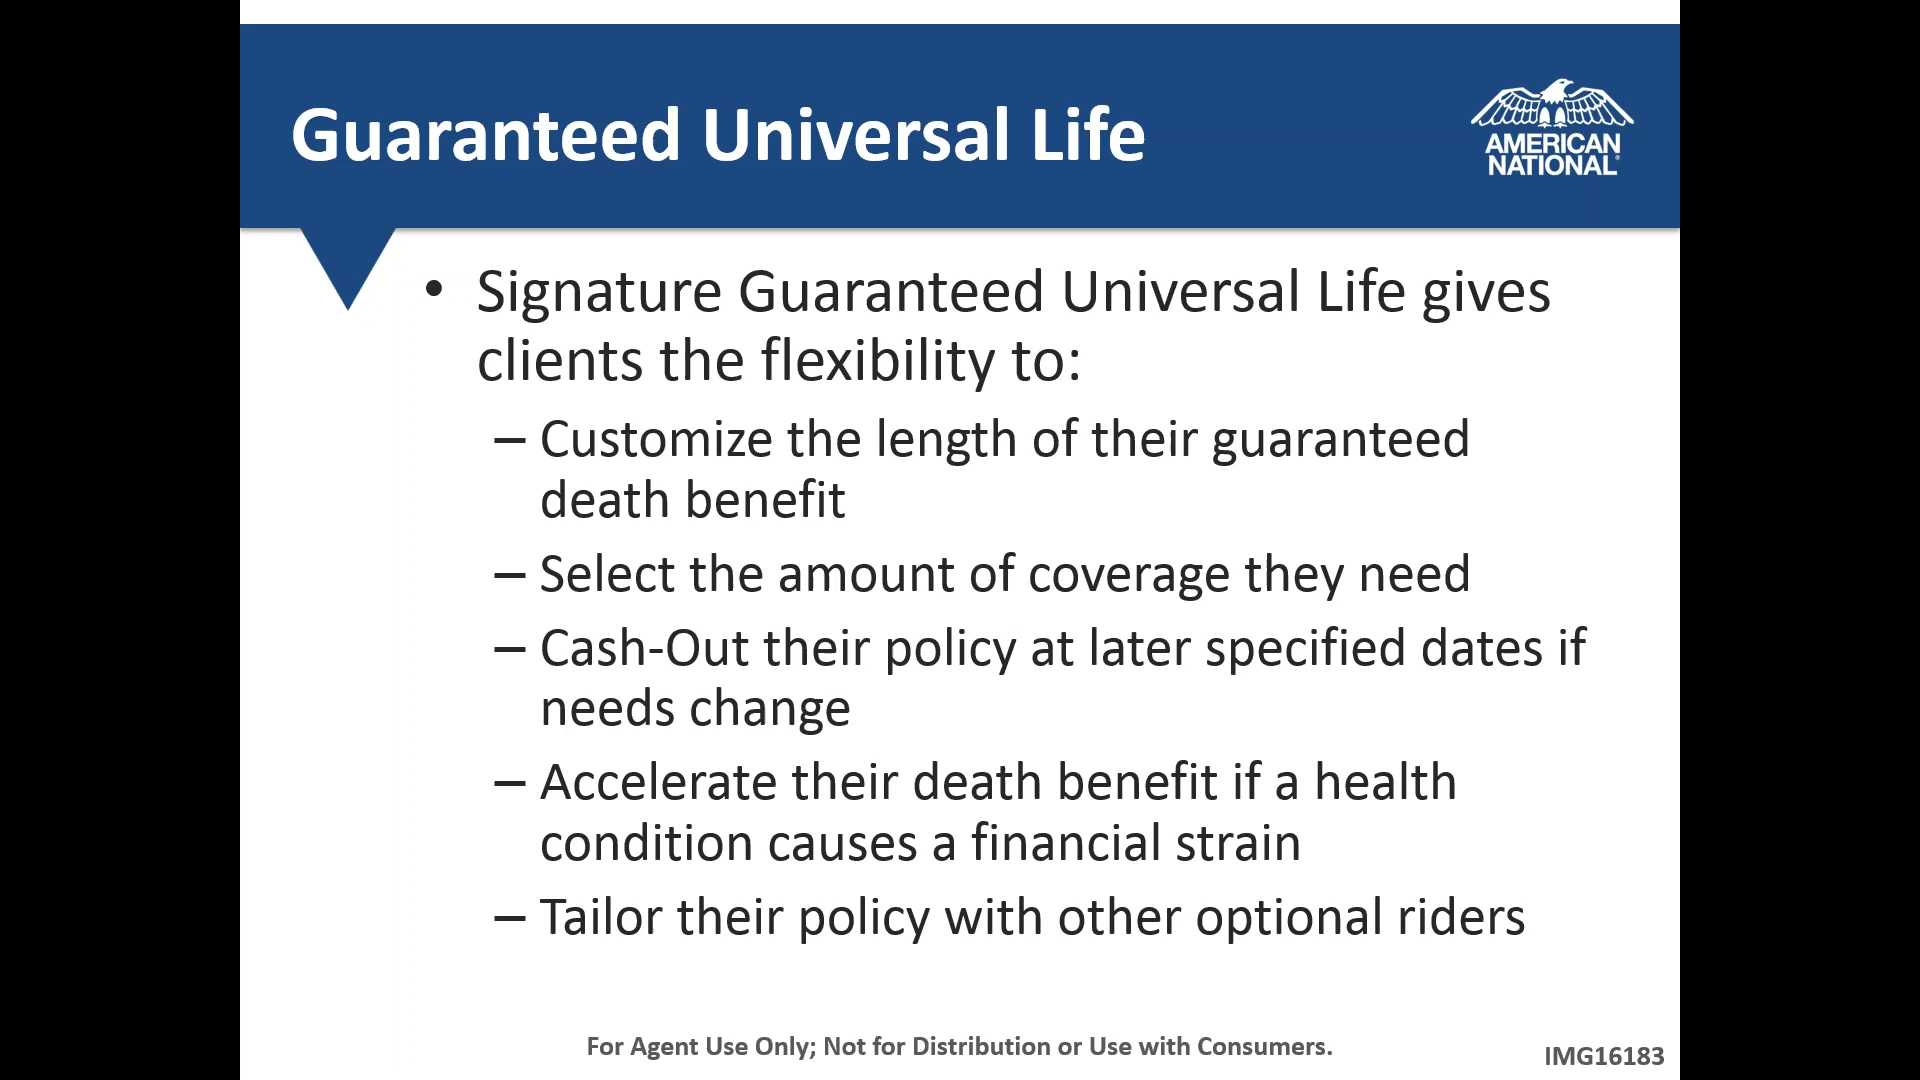 Guaranteed Universal Life
AMERICAN
NATIONAL®
• Signature Guaranteed Universal Life gives
clients the flexibility to:
– Customize the length of their guaranteed
death benefit
– Select the amount of coverage they need
– Cash-Out their policy at later specified dates if
needs change
– Accelerate their death benefit if a health
condition causes a financial strain
– Tailor their policy with other optional riders
For Agent Use Only; Not for Distribution or Use with Consumers.
IMG16183